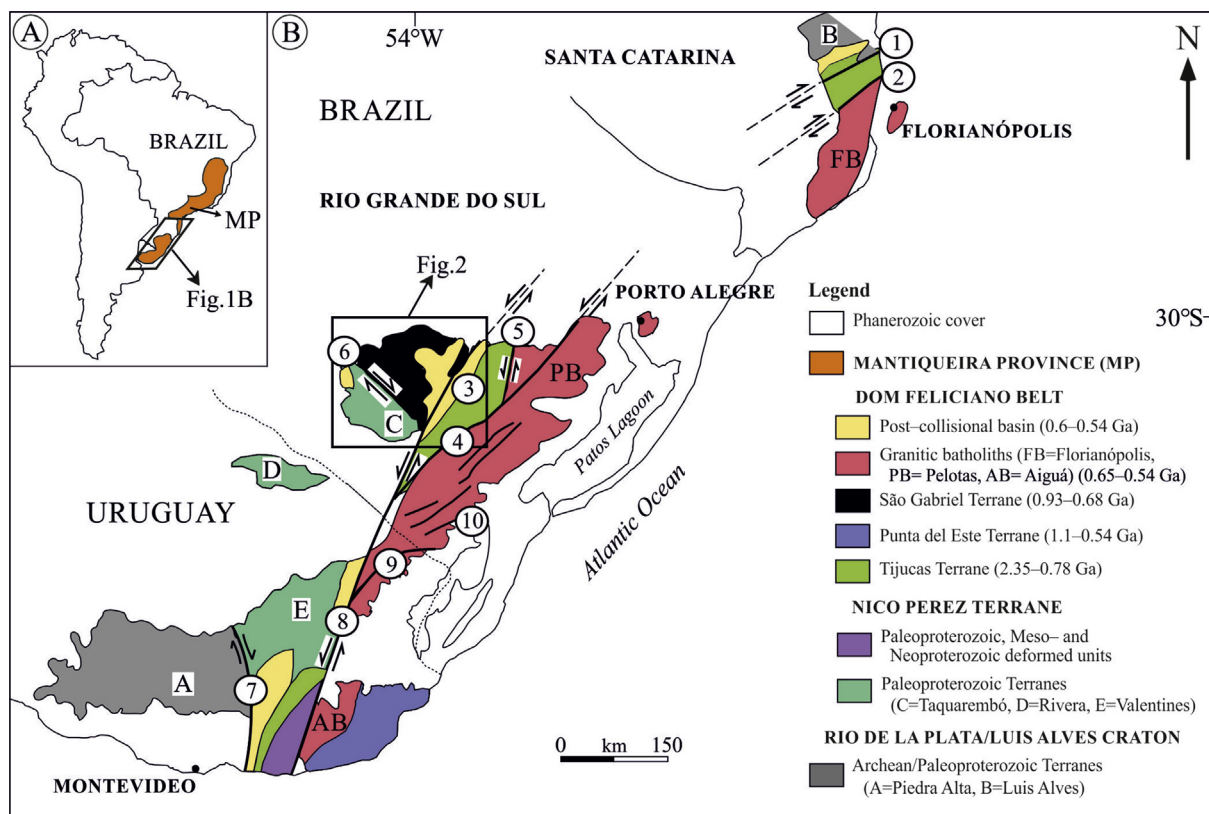 A
BRAZIL
MP
Fig.1B
B
54°W
N
SANTA CATARINA
BRAZIL
B
1
2
FLORIANÓPOLIS
FB
RIO GRANDE DO SUL
Fig.2
PORTO ALEGRE
30°S
6
5
3
PB
C
4
D
Patos Lagoon
URUGUAY
10
Atlantic Ocean
9
E
8
A
7
AB
0 km 150
MONTEVIDEO
Legend
Phanerozoic cover
MANTIQUEIRA PROVINCE (MP)
DOM FELICIANO BELT
Post–collisional basin (0.6–0.54 Ga)
Granitic batholiths (FB=Florianópolis,
PB= Pelotas, AB= Aiguá) (0.65–0.54 Ga)
São Gabriel Terrane (0.93–0.68 Ga)
Punta del Este Terrane (1.1–0.54 Ga)
Tijucas Terrane (2.35–0.78 Ga)
NICO PEREZ TERRANE
Paleoproterozoic, Meso– and
Neoproterozoic deformed units
Paleoproterozoic Terranes
(C=Taquarembó, D=Rivera, E=Valentines)
RIO DE LA PLATA/LUIS ALVES CRATON
Archean/Paleoproterozoic Terranes
(A=Piedra Alta, B=Luis Alves)